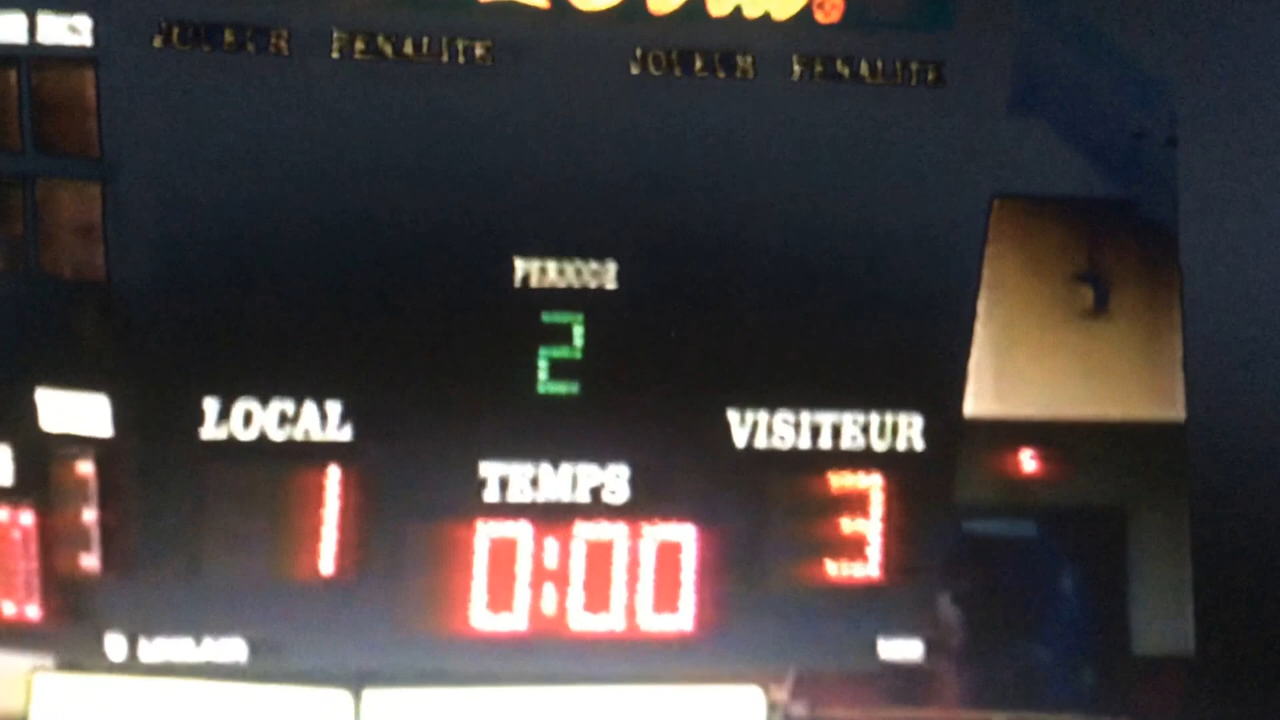 JOUEUR PENALITE JOUEUR PENALITE
PERIODE
2
LOCAL VISITEUR
1 TEMPS 3
0:00